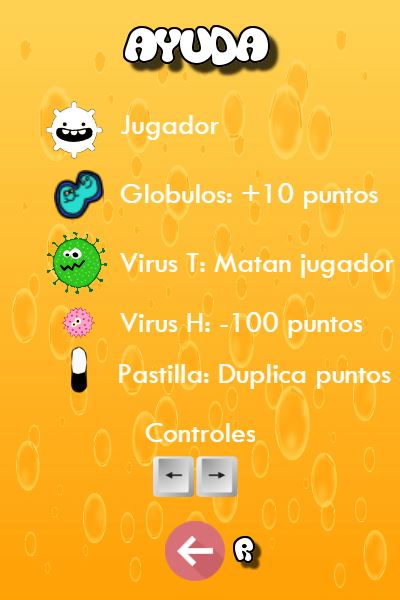 AYUDA
Jugador
Globulos: +10 puntos
Virus T: Matan jugador
Virus H: -100 puntos
Pastilla: Duplica puntos
Controles
← →
← R